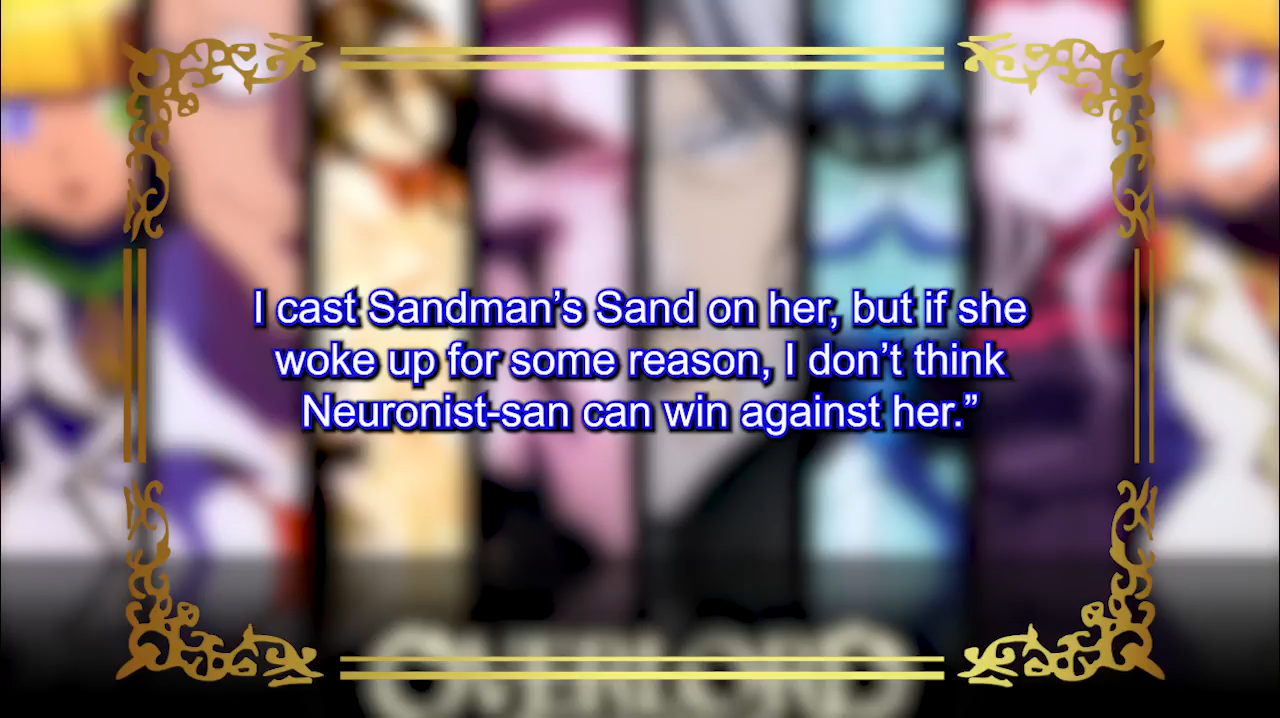 I cast Sandman’s Sand on her, but if she
woke up for some reason, I don’t think
Neuronist-san can win against her.”
OVERLORD